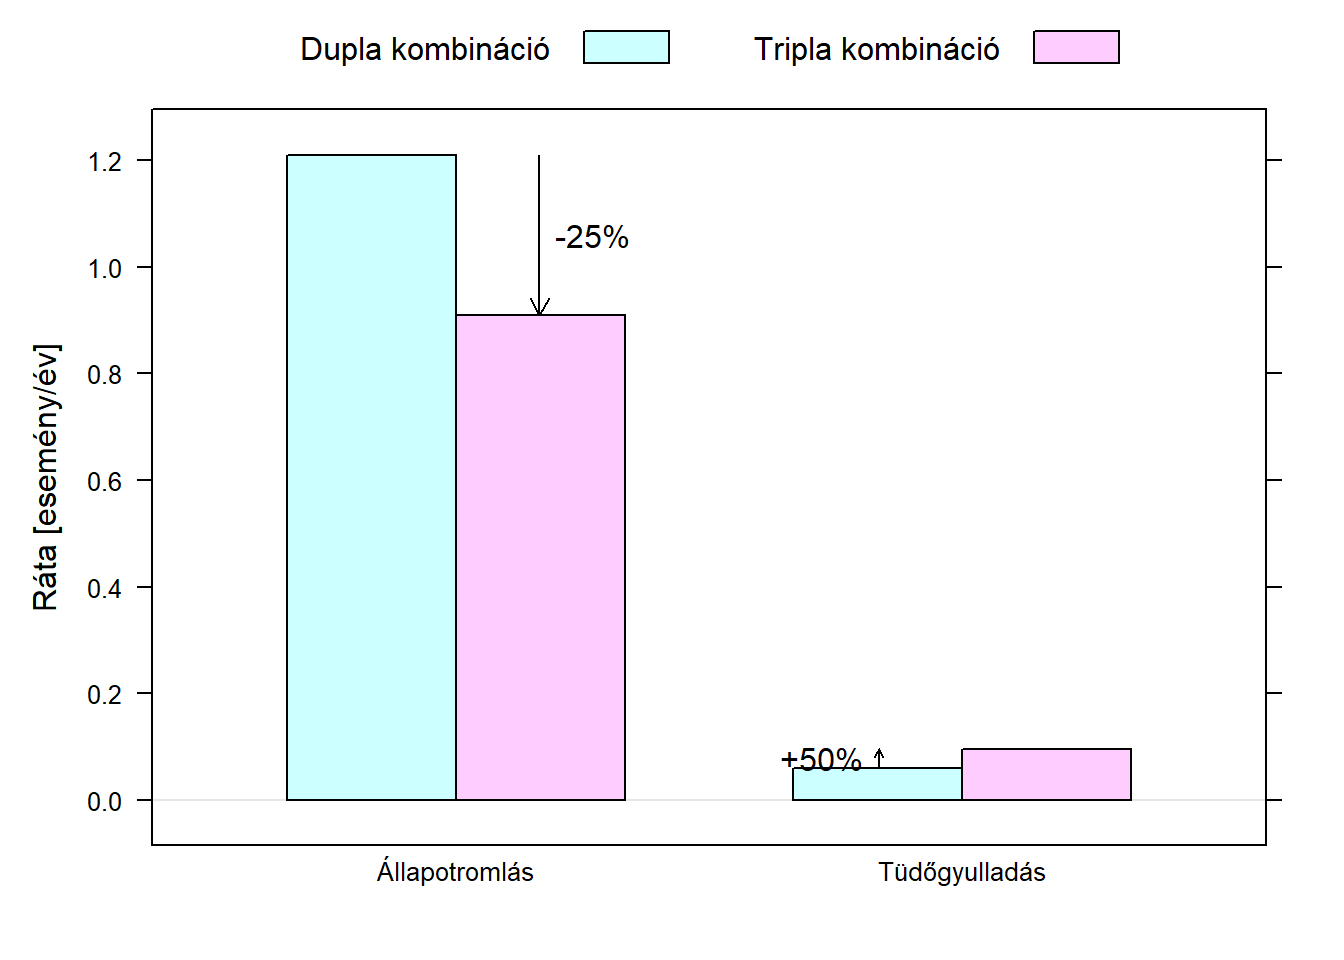 Dupla kombináció
Tripla kombináció
Ráta [esemény/év]
1.2
1.0
0.8
0.6
0.4
0.2
0.0
-25%
+50%
Állapotromlás
Tüdőgyulladás